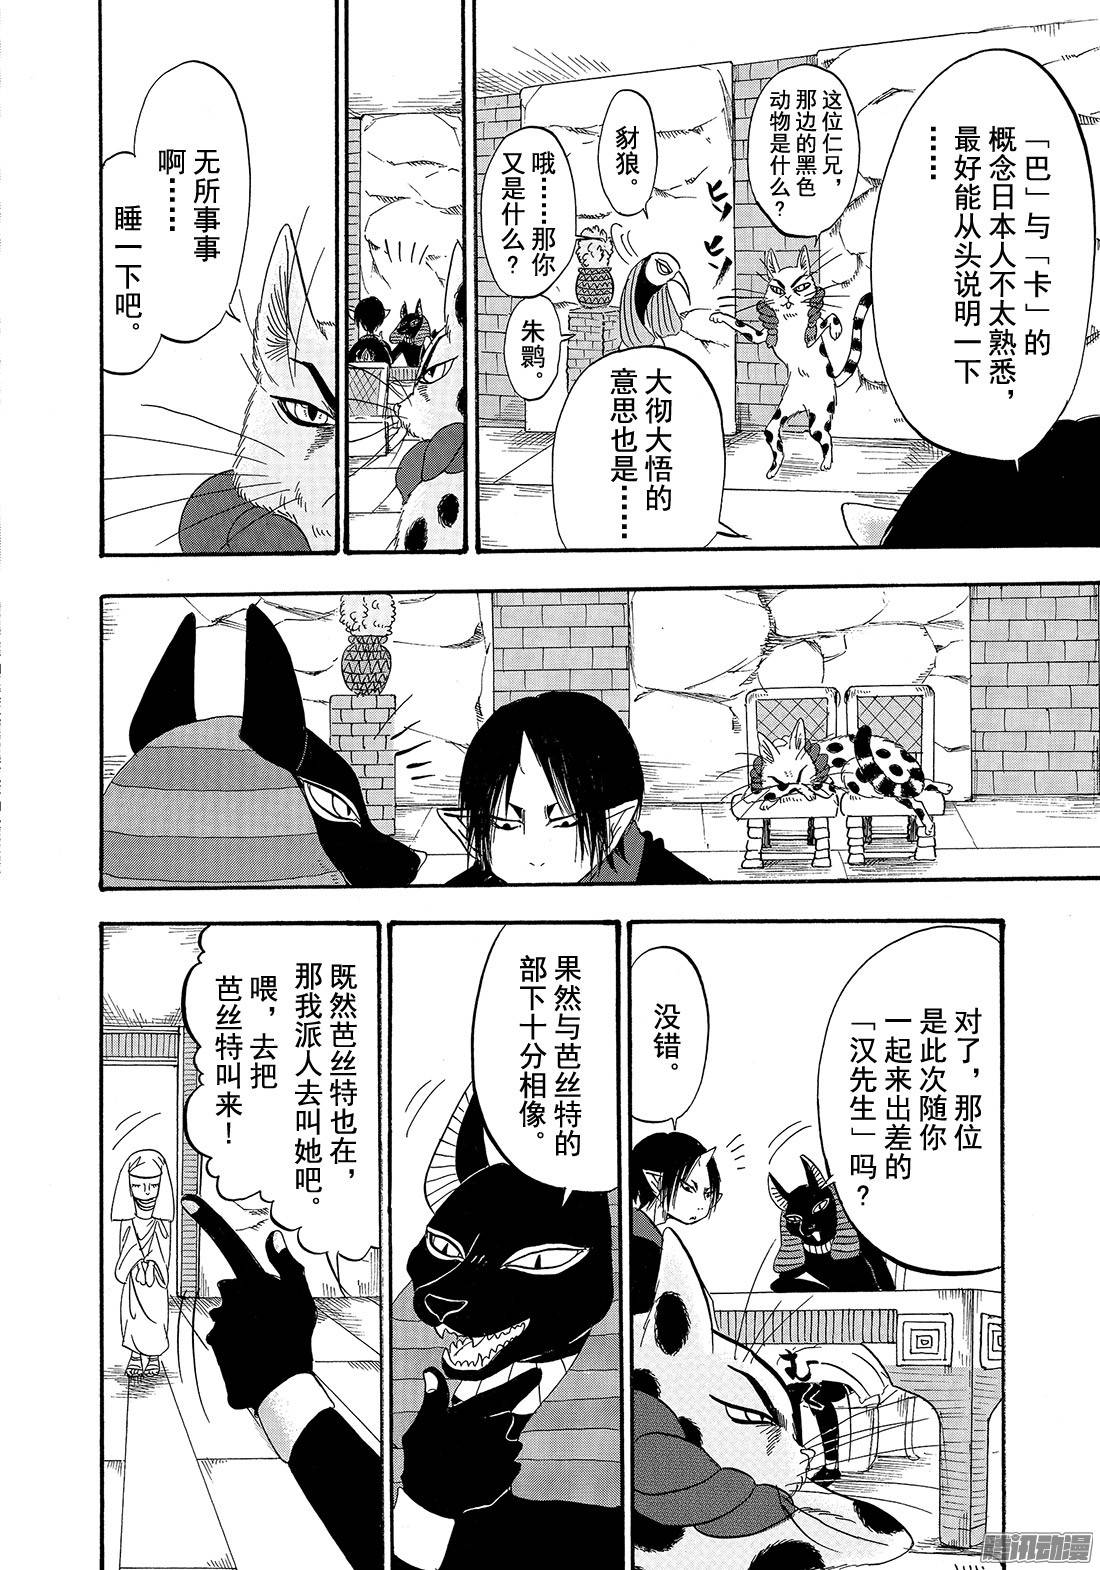 「巴」与「卡」的
概念日本人不太熟悉，
最好能从头说明一下
……
这位仁兄，
那边的黑色
动物是什么？
豺狼。
哦……那你
又是什么？
朱鹮。
ヒソ
ヒソ
大彻大悟的
意思也是……
无所事事
啊……
睡一下吧。
对了，那位
是此次随你
一起来出差的
「汉先生」吗？
没错。
む
果然与芭丝特的
部下十分相像。
既然芭丝特也在，
那我派人去叫她吧。
喂，去把
芭丝特叫来！
腾讯动漫